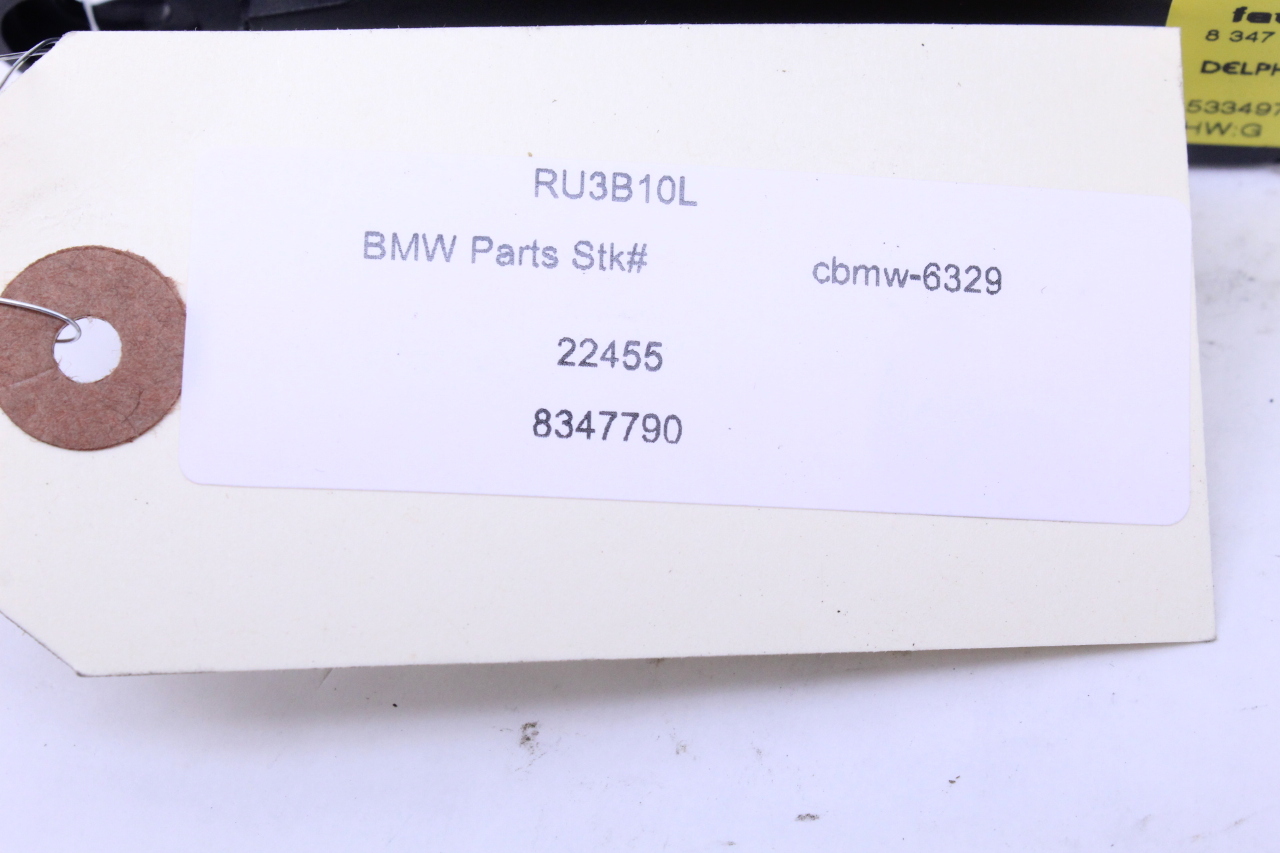 8 347
DELPH
533497
HW:G
RU3B10L
BMW Parts Stk# cbmw-6329
22455
8347790